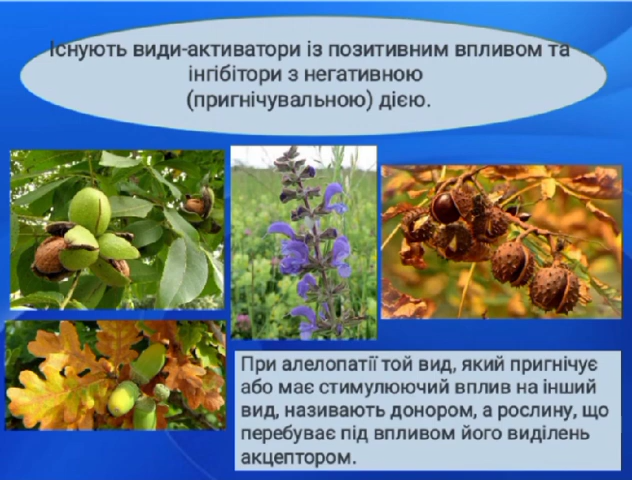 Існують види-активатори із позитивним впливом та
інгібітори з негативною
(пригнічувальною) дією.
При алелопатії той вид, який пригнічує
або має стимулюючий вплив на інший
вид, називають донором, а рослину, що
перебуває під впливом його виділень
акцептором.